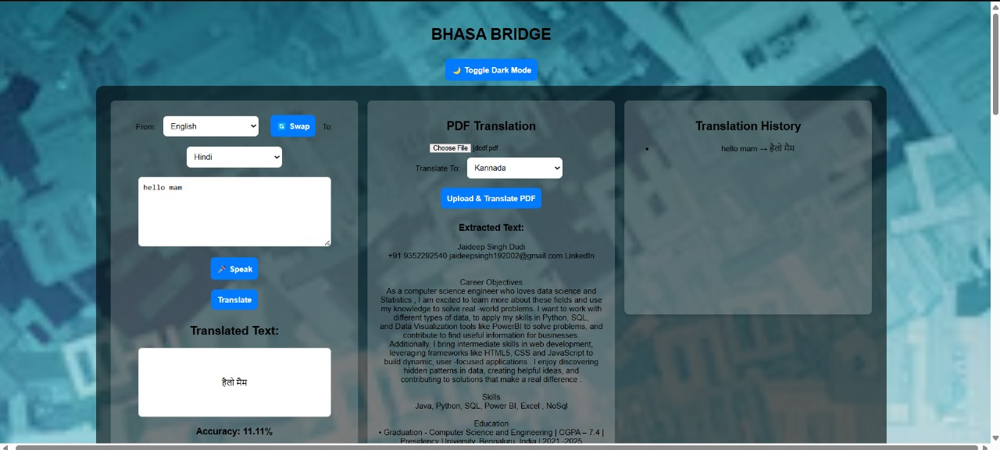 BHASA BRIDGE
🌙 Toggle Dark Mode
From: English 🔄 Swap To:
Hindi
hello mam
🎤 Speak
Translate
Translated Text:
हैलो मैम
Accuracy: 11.11%
PDF Translation
Choose File jdcdf.pdf
Translate To: Kannada
Upload & Translate PDF
Extracted Text:
Jaideep Singh Dudi
+91 9352292540 jaideepsingh192002@gmail.com LinkedIn
Career Objectives
As a computer science engineer who loves data science and
Statistics , I am excited to learn more about these fields and use
my knowledge to solve real -world problems. I want to work with
different types of data, to apply my skills in Python, SQL,
and Data Visualization tools like PowerBI to solve problems, and
contribute to find useful information for businesses.
Additionally, I bring intermediate skills in web development,
leveraging frameworks like HTML5, CSS and JavaScript to
build dynamic, user -focused applications . I enjoy discovering
hidden patterns in data, creating helpful ideas, and
contributing to solutions that make a real difference .
Skills
Java, Python, SQL, Power BI, Excel , NoSql
Education
• Graduation - Computer Science and Engineering | CGPA – 7.4 |
Presidency University, Bengaluru, India | 2021 -2025
Translation History
• hello mam → हैलो मैम